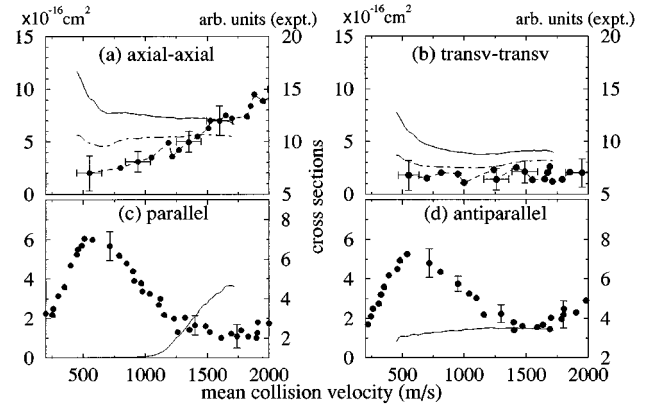 x10⁻¹⁶cm² arb. units (expt.) x10⁻¹⁶cm² arb. units (expt.)
15 20 15 20
(a) axial-axial (b) transv-transv
10 15 10 15
5 10 5 10
0 5 0 5
cross sections
(c) parallel (d) antiparallel
8 8
6 6 6 6
4 4 4
2 4 2 4
0 2 0 2
500 1000 1500 2000 500 1000 1500 2000
mean collision velocity (m/s)